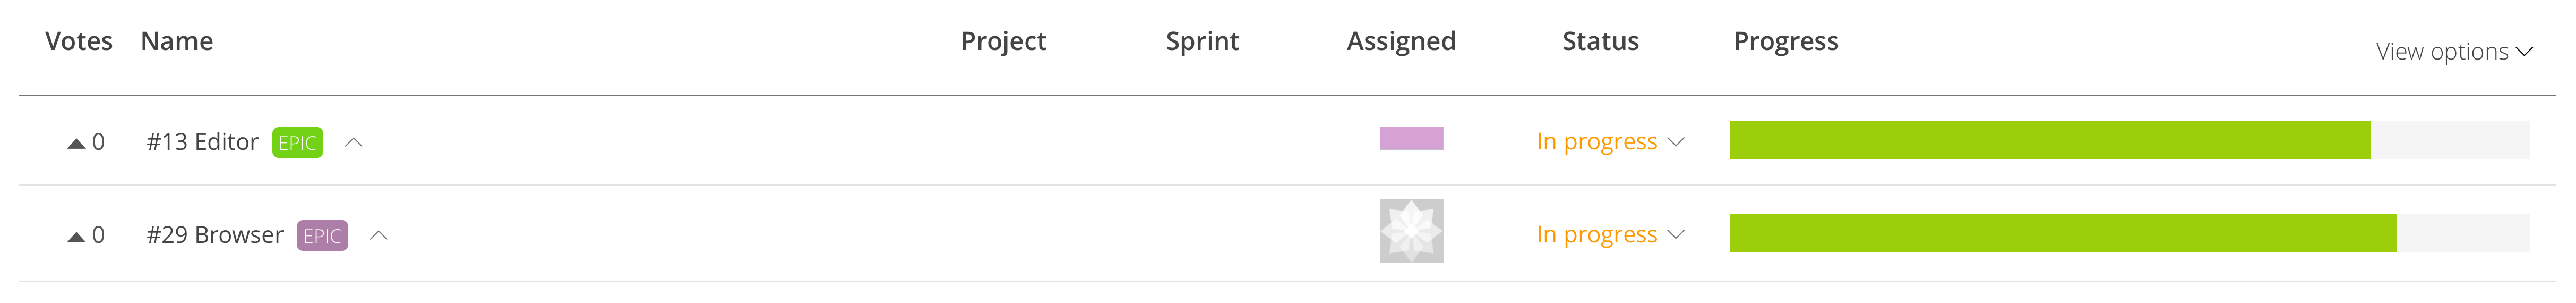 Votes Name Project Sprint Assigned Status Progress View options
0 #13 Editor EPIC In progress
0 #29 Browser EPIC In progress